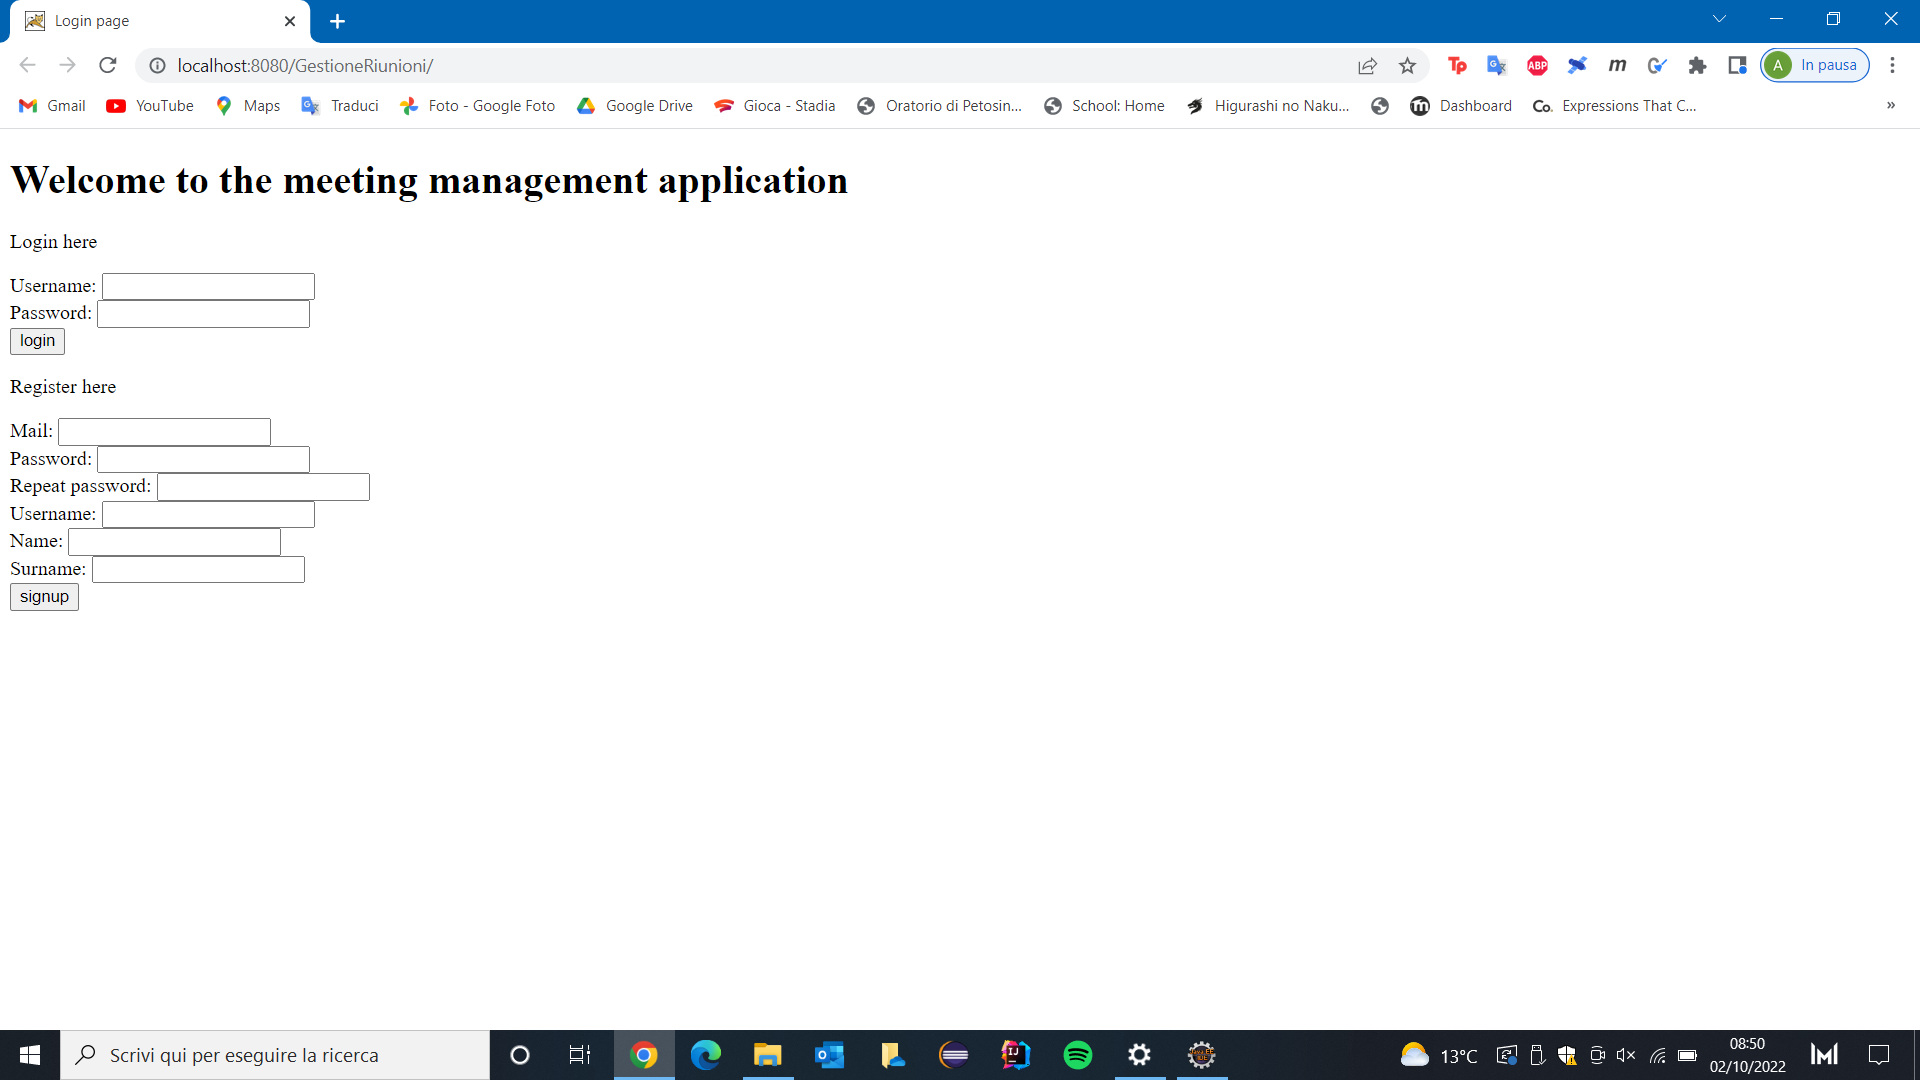 Login page
localhost:8080/GestioneRiunioni/
ABP
m
A In pausa
Gmail YouTube Maps Traduci Foto - Google Foto Google Drive Gioca - Stadia Oratorio di Petosin... School: Home Higurashi no Naku... Dashboard Co. Expressions That C... »
Welcome to the meeting management application
Login here
Username:
Password:
login
Register here
Mail:
Password:
Repeat password:
Username:
Name:
Surname:
signup
Scrivi qui per eseguire la ricerca
13°C
08:50
02/10/2022